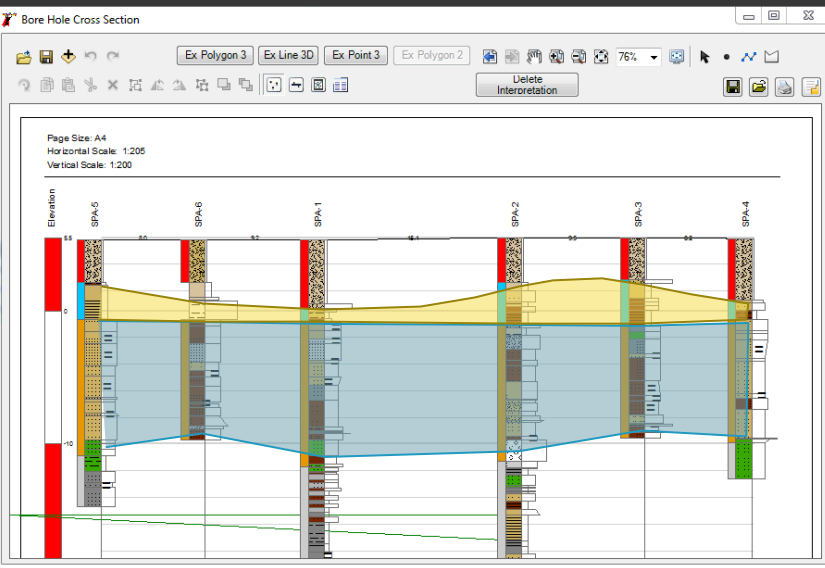 Bore Hole Cross Section
Ex Polygon 3
Ex Line 3D
Ex Point 3
Ex Polygon 2
76%
Delete
Interpretation
Page Size: A4
Horizontal Scale: 1:205
Vertical Scale: 1:200
Elevation
SPA-5
SPA-6
SPA-1
SPA-2
SPA-3
SPA-4
0
-10